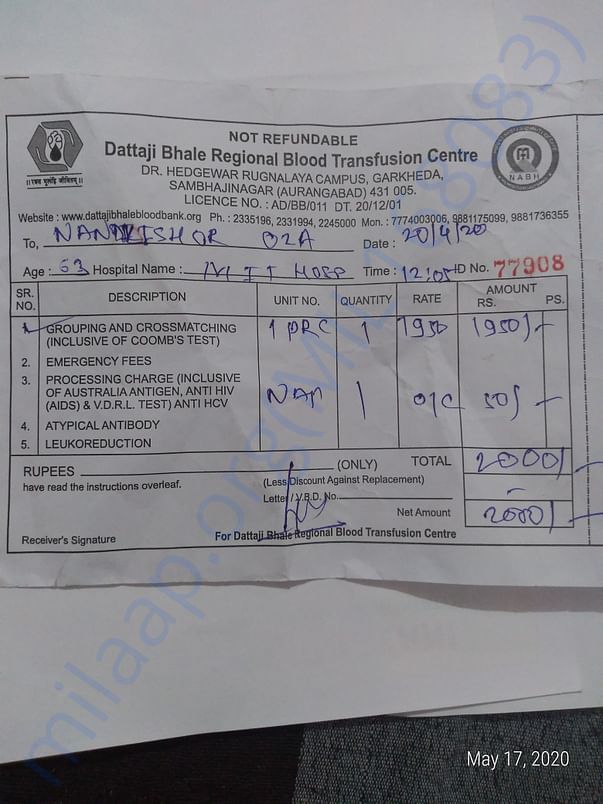 NOT REFUNDABLE
Dattaji Bhale Regional Blood Transfusion Centre
DR. HEDGEWAR RUGNALAYA CAMPUS, GARKHEDA,
SAMBHAJINAGAR (AURANGABAD) 431 005.
LICENCE NO. : AD/BB/011 DT. 20/12/01
NABH
Website : www.dattajibhalebloodbank.org Ph. : 2335196, 2331994, 2245000 Mon. : 7774003006, 9881175099, 9881736355
To, NANDKISHOR OZA Date : 20/4/20
Age : 63 Hospital Name : MIT HOSP Time : 12:05 ID No. 77908
SR. NO. DESCRIPTION UNIT NO. QUANTITY RATE AMOUNT RS. PS.
1. GROUPING AND CROSSMATCHING (INCLUSIVE OF COOMB'S TEST) 1 PRC 1 1950 1950/-
2. EMERGENCY FEES
3. PROCESSING CHARGE (INCLUSIVE OF AUSTRALIA ANTIGEN, ANTI HIV (AIDS) & V.D.R.L. TEST) ANTI HCV 1 50/-
4. ATYPICAL ANTIBODY
5. LEUKOREDUCTION
RUPEES (ONLY) TOTAL 2000/-
have read the instructions overleaf. (Less Discount Against Replacement) -
Letter / V.B.D. No.
Net Amount 2000/-
Receiver's Signature For Dattaji Bhale Regional Blood Transfusion Centre
May 17, 2020